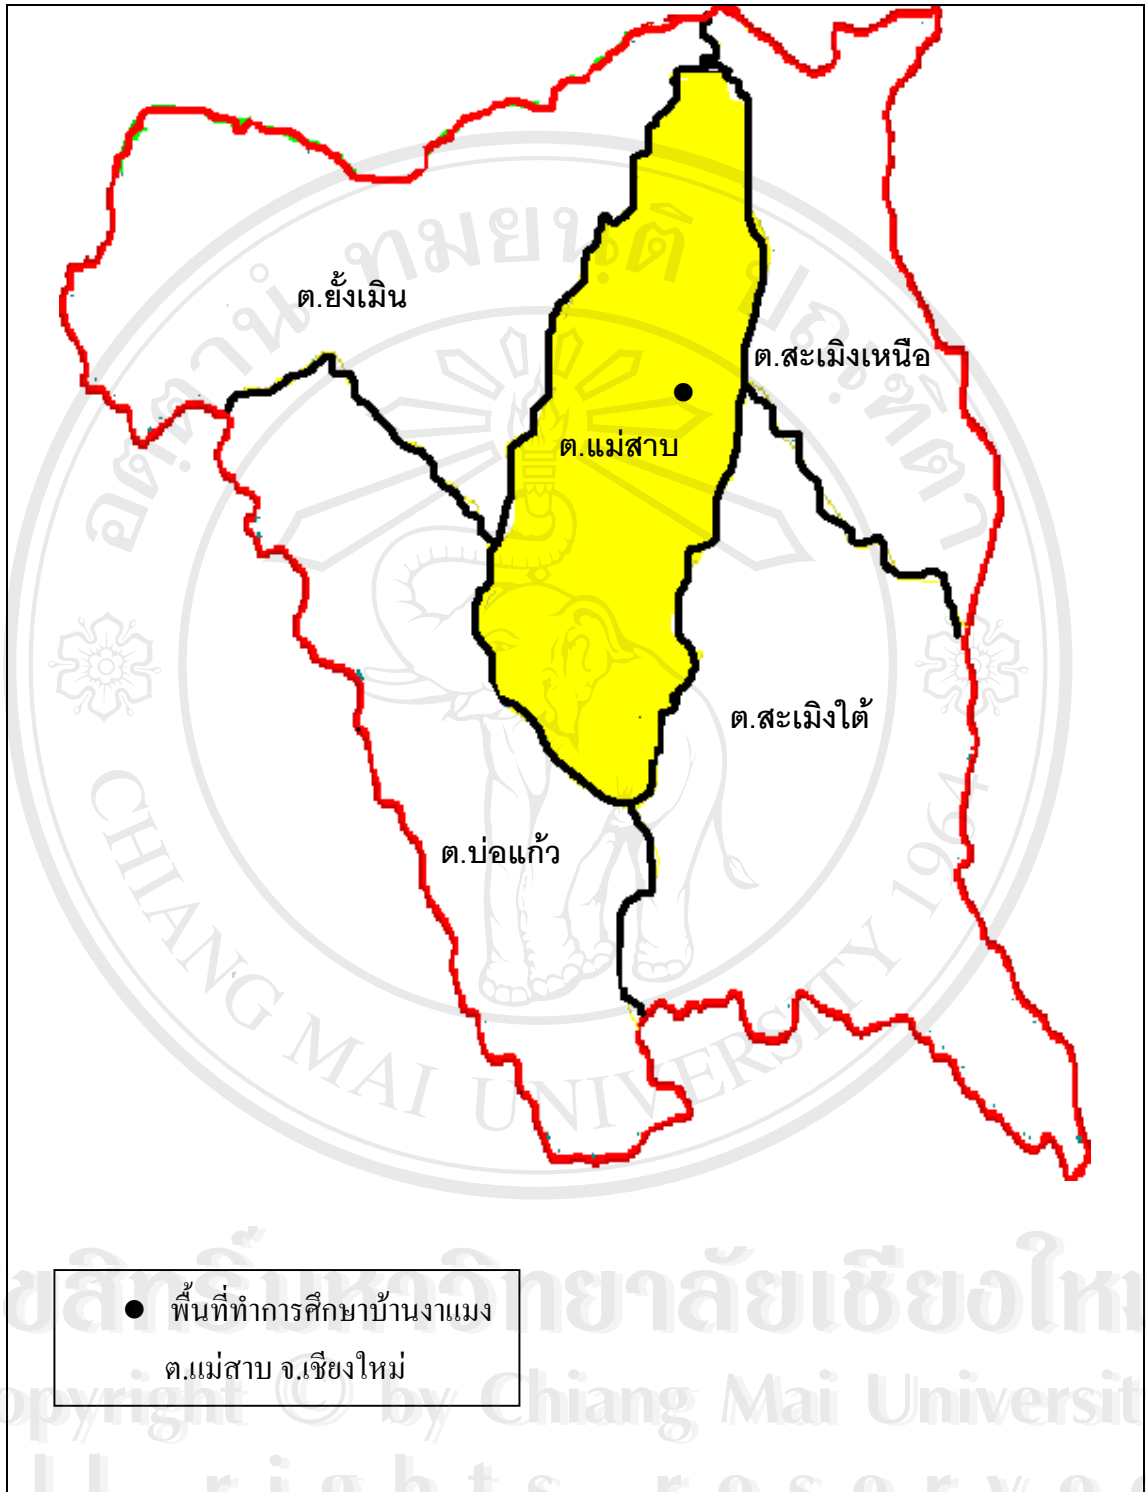 ต.ยั้งเมิน
ต.สะเมิงเหนือ
ต.แม่สาบ
ต.สะเมิงใต้
ต.บ่อแก้ว
CHIANG MAI UNIVERSITY 1964
● พื้นที่ทำการศึกษาบ้านงาแมง
ต.แม่สาบ จ.เชียงใหม่
ขสิทธิ์มหาวิทยาลัยเชียงใหม
opyright © by Chiang Mai Universit
ll rights reserve